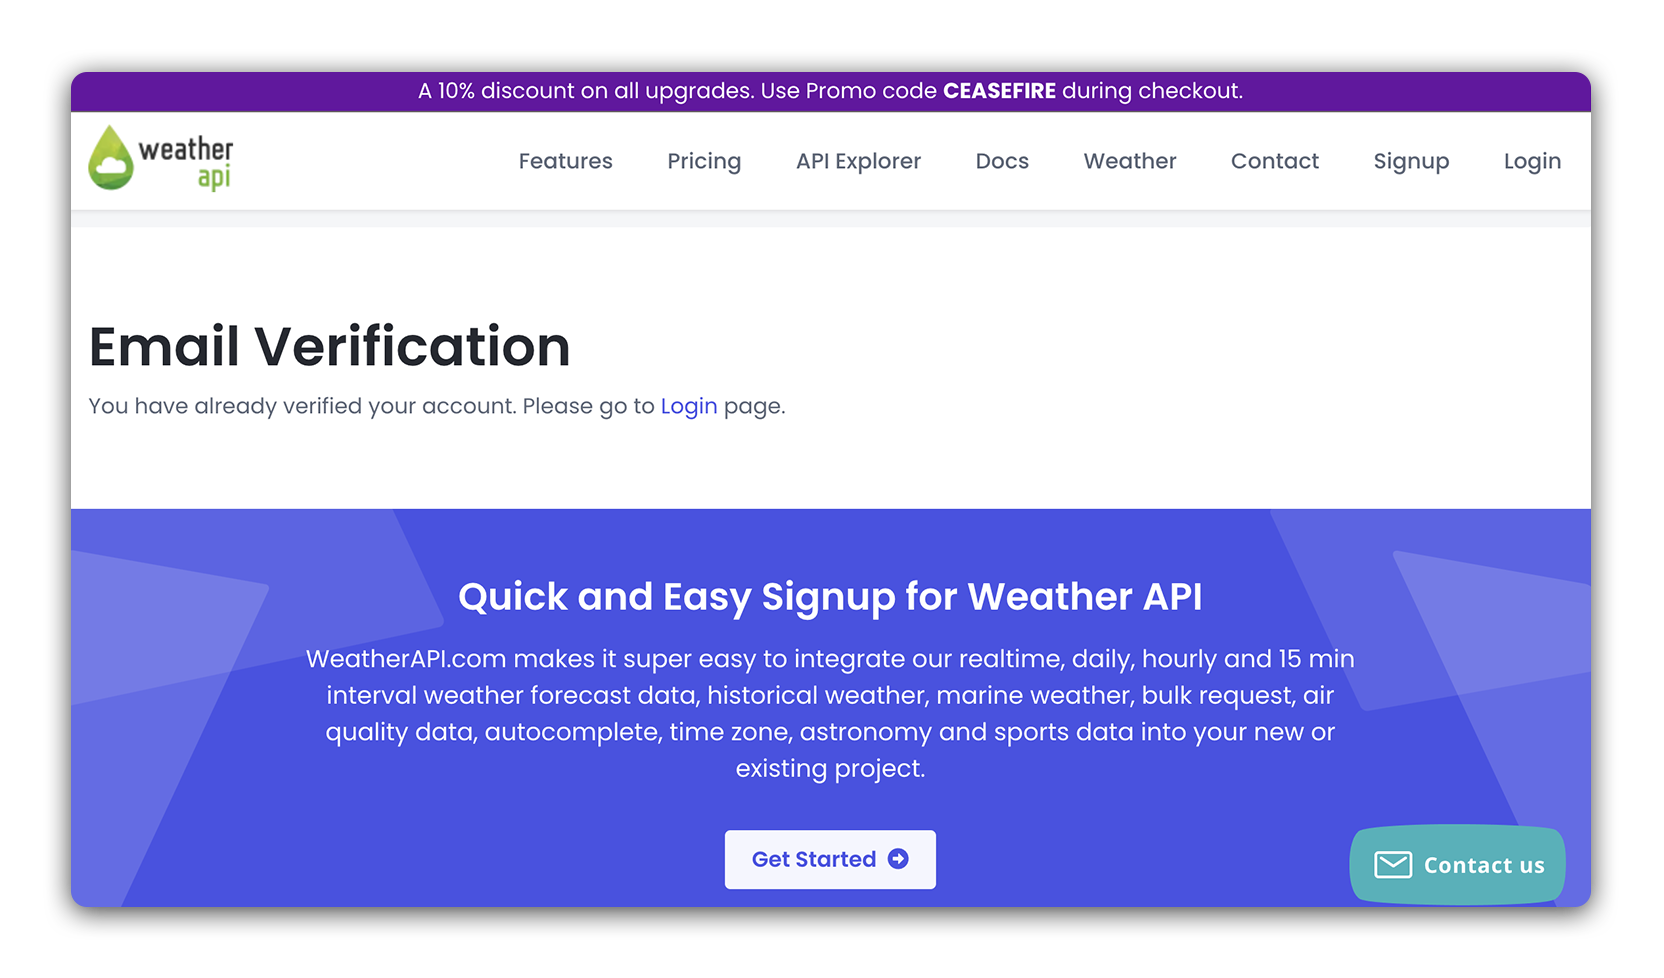 A 10% discount on all upgrades. Use Promo code CEASEFIRE during checkout.
weather
api
Features Pricing API Explorer Docs Weather Contact Signup Login
Email Verification
You have already verified your account. Please go to Login page.
Quick and Easy Signup for Weather API
WeatherAPI.com makes it super easy to integrate our realtime, daily, hourly and 15 min
interval weather forecast data, historical weather, marine weather, bulk request, air
quality data, autocomplete, time zone, astronomy and sports data into your new or
existing project.
Get Started
Contact us